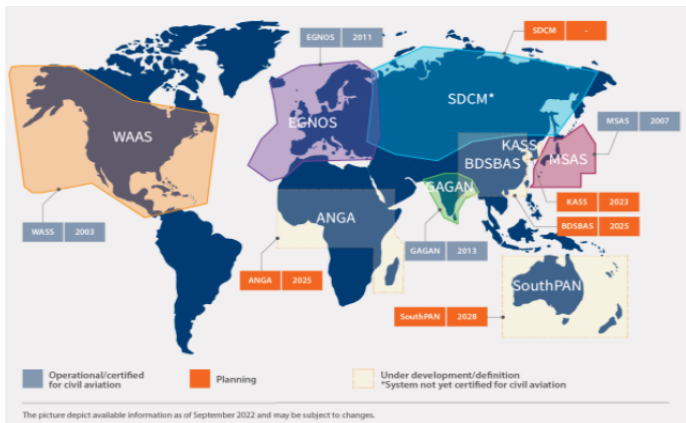 EGNOS 2011
SDCM -
SDCM*
WAAS
EGNOS
MSAS 2007
KASS
BDSBAS
MSAS
GAGAN
KASS 2023
ANGA
BDSBAS 2025
WASS 2003
GAGAN 2013
ANGA 2025
SouthPAN
SouthPAN 2028
Operational/certified
for civil aviation
Planning
Under development/definition
*System not yet certified for civil aviation
The picture depict available information as of September 2022 and may be subject to changes.